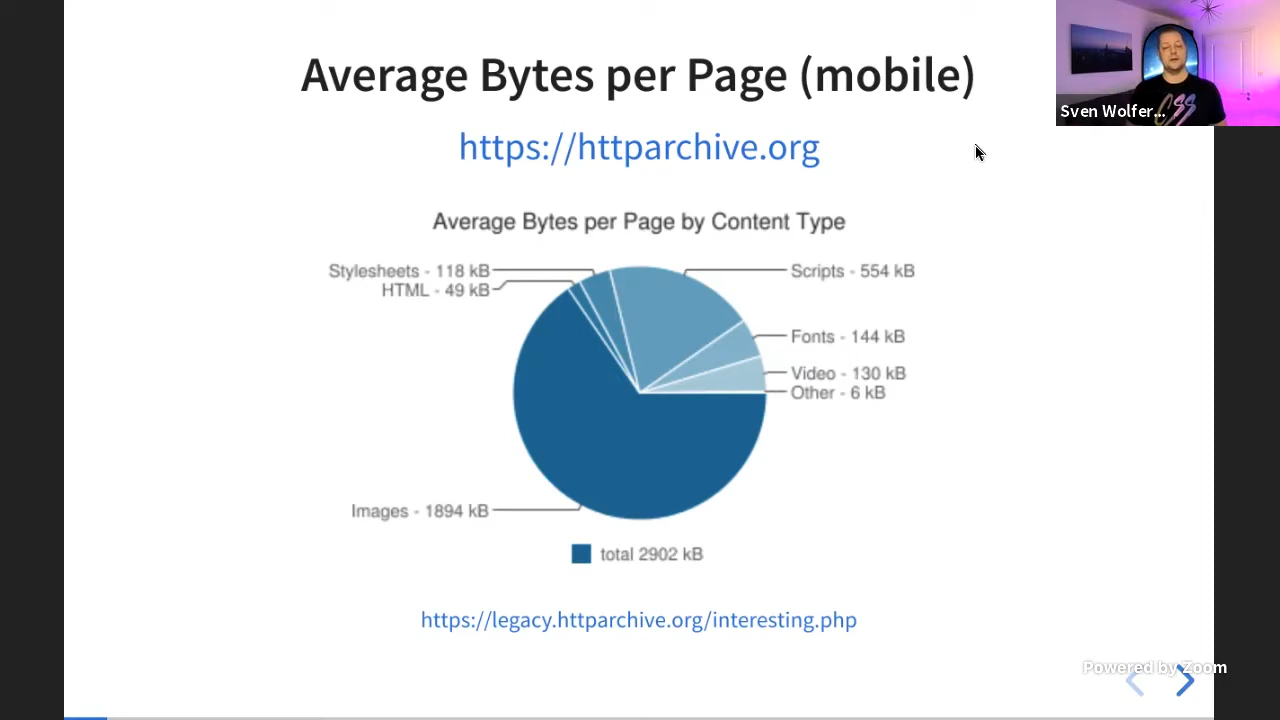 Average Bytes per Page (mobile)
https://httparchive.org
Average Bytes per Page by Content Type
Stylesheets - 118 kB
HTML - 49 kB
Scripts - 554 kB
Fonts - 144 kB
Video - 130 kB
Other - 6 kB
Images - 1894 kB
total 2902 kB
https://legacy.httparchive.org/interesting.php
CSS
Sven Wolfer...
Powered by Zoom